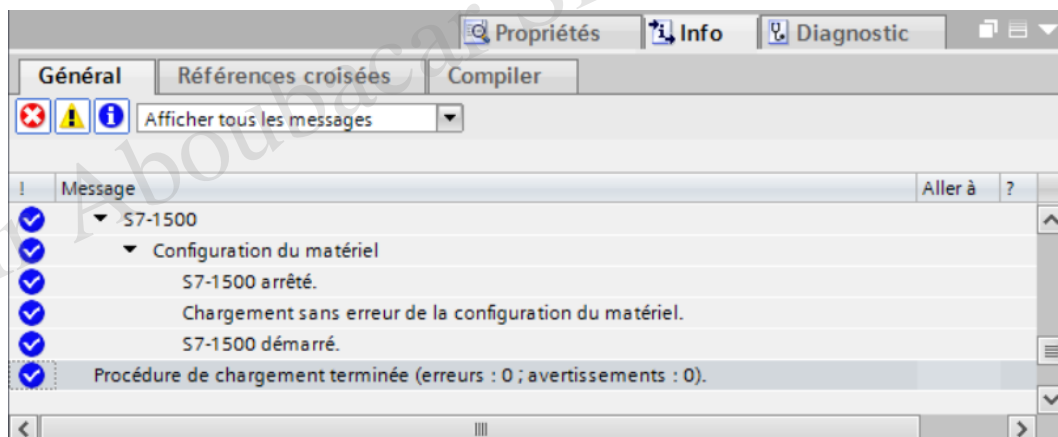 Propriétés Info Diagnostic
Général Références croisées Compiler
Afficher tous les messages
! Message Aller à ?
S7-1500
Configuration du matériel
S7-1500 arrêté.
Chargement sans erreur de la configuration du matériel.
S7-1500 démarré.
Procédure de chargement terminée (erreurs : 0 ; avertissements : 0).
Aboubacar